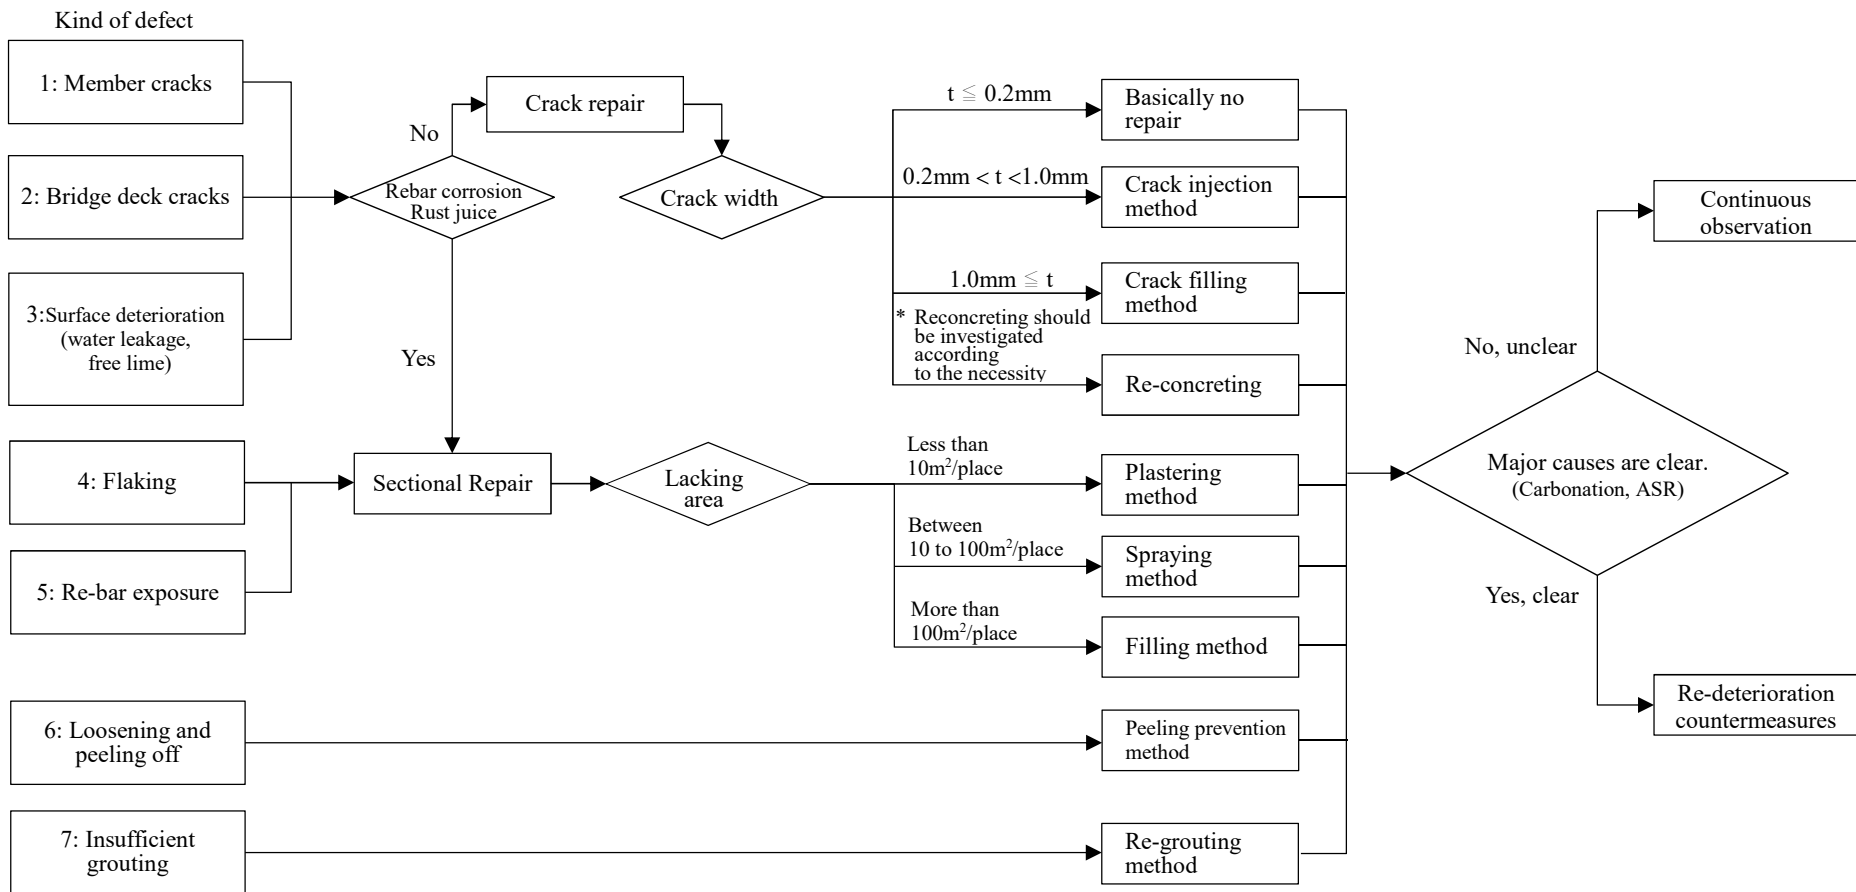 Kind of defect
1: Member cracks
2: Bridge deck cracks
3:Surface deterioration
(water leakage,
free lime)
4: Flaking
5: Re-bar exposure
6: Loosening and
peeling off
7: Insufficient
grouting
No
Rebar corrosion
Rust juice
Yes
Crack repair
Crack width
Sectional Repair
Lacking
area
t ≦ 0.2mm
0.2mm < t <1.0mm
1.0mm ≦ t
* Reconcreting should
be investigated
according
to the necessity
Less than
10m²/place
Between
10 to 100m²/place
More than
100m²/place
Basically no
repair
Crack injection
method
Crack filling
method
Re-concreting
Plastering
method
Spraying
method
Filling method
Peeling prevention
method
Re-grouting
method
No, unclear
Major causes are clear.
(Carbonation, ASR)
Yes, clear
Continuous
observation
Re-deterioration
countermeasures